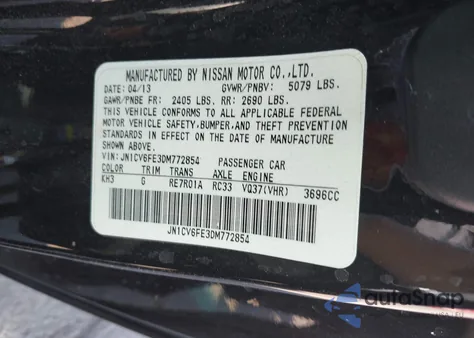 MANUFACTURED BY NISSAN MOTOR CO.,LTD.
DATE: 04/13 GVWR/PNBV: 5079 LBS.
GAWR/PNBE FR: 2405 LBS. RR: 2690 LBS.
THIS VEHICLE CONFORMS TO ALL APPLICABLE FEDERAL
MOTOR VEHICLE SAFETY,BUMPER,AND THEFT PREVENTION
STANDARDS IN EFFECT ON THE DATE OF MANUFACTURE
SHOWN ABOVE.
VIN: JN1CV6FE3DM772854 PASSENGER CAR
COLOR TRIM TRANS AXLE ENGINE
KH3 G RE7R01A RC33 VQ37(VHR) 3696CC
JN1CV6FE3DM772854
autoSnap